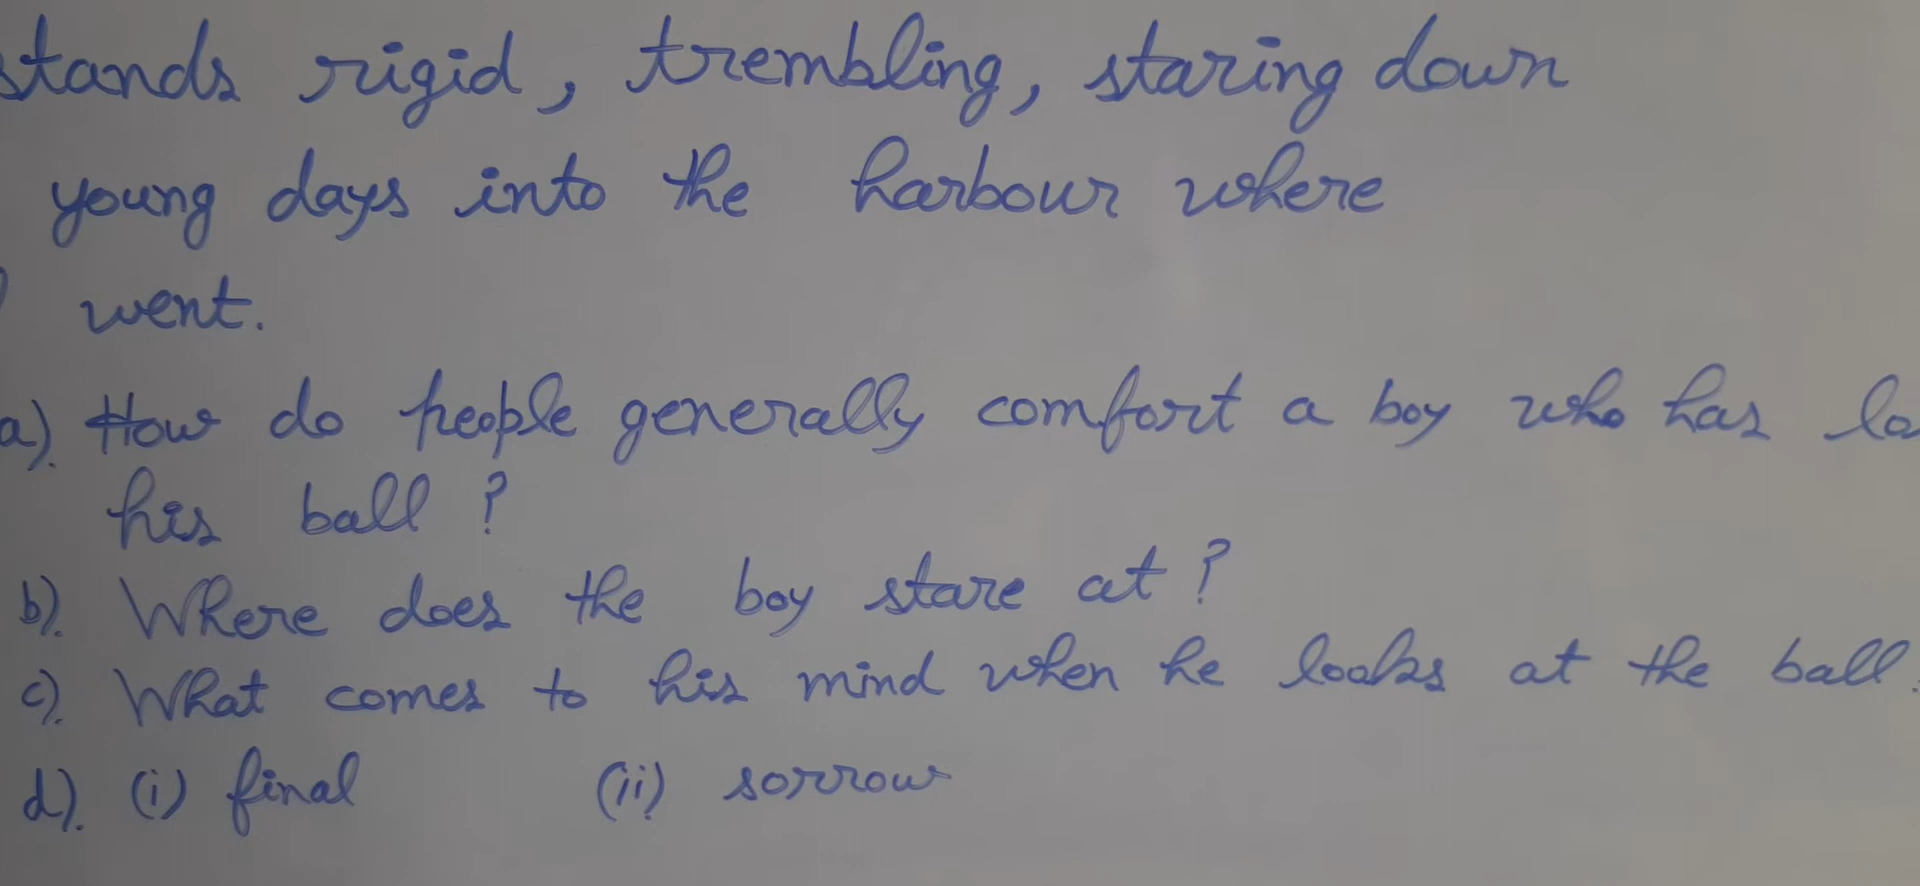 stands rigid, trembling, staring down
young days into the harbour where
went.
a). How do people generally comfort a boy who has
his ball ?
b). Where does the boy stare at ?
c). What comes to his mind when he looks at the ball
d). (i) final (ii) sorrow